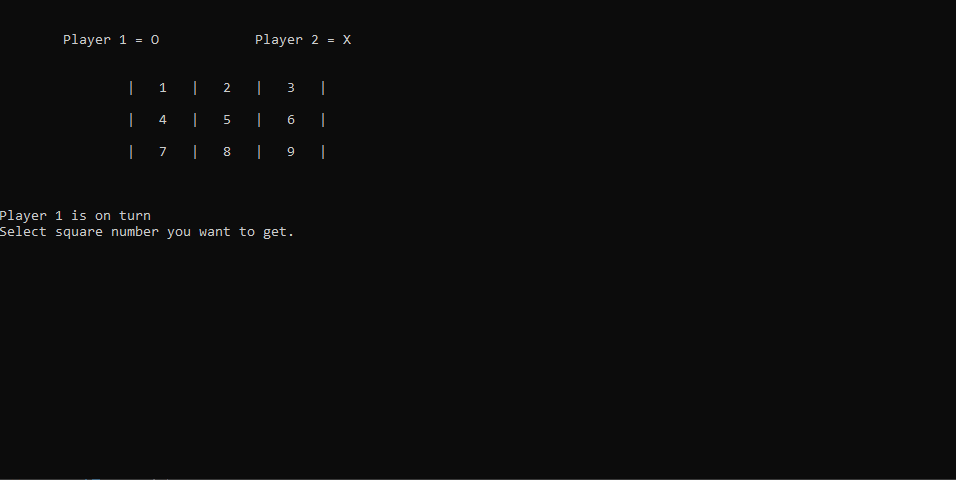 Player 1 = O            Player 2 = X
|   1   |   2   |   3   |
|   4   |   5   |   6   |
|   7   |   8   |   9   |
Player 1 is on turn
Select square number you want to get.